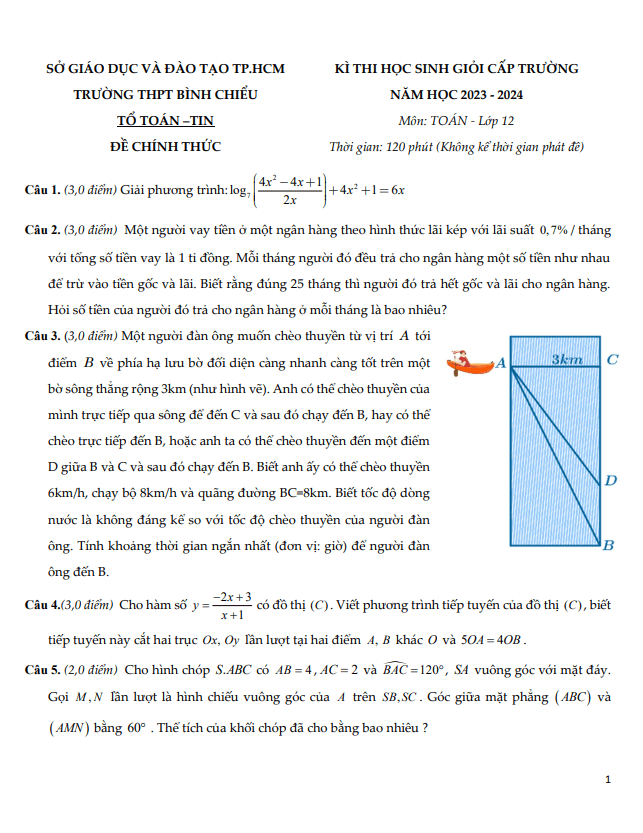 SỞ GIÁO DỤC VÀ ĐÀO TẠO TP.HCM
TRƯỜNG THPT BÌNH CHIỂU
TỔ TOÁN –TIN
ĐỀ CHÍNH THỨC
KÌ THI HỌC SINH GIỎI CẤP TRƯỜNG
NĂM HỌC 2023 - 2024
Môn: TOÁN - Lớp 12
Thời gian: 120 phút (Không kể thời gian phát đề)
Câu 1. (3,0 điểm) Giải phương trình: log₇((4x² − 4x + 1)/(2x)) + 4x² + 1 = 6x
Câu 2. (3,0 điểm) Một người vay tiền ở một ngân hàng theo hình thức lãi kép với lãi suất 0,7% / tháng
với tổng số tiền vay là 1 tỉ đồng. Mỗi tháng người đó đều trả cho ngân hàng một số tiền như nhau
để trừ vào tiền gốc và lãi. Biết rằng đúng 25 tháng thì người đó trả hết gốc và lãi cho ngân hàng.
Hỏi số tiền của người đó trả cho ngân hàng ở mỗi tháng là bao nhiêu?
Câu 3. (3,0 điểm) Một người đàn ông muốn chèo thuyền từ vị trí A tới
điểm B về phía hạ lưu bờ đối diện càng nhanh càng tốt trên một
bờ sông thẳng rộng 3km (như hình vẽ). Anh có thể chèo thuyền của
mình trực tiếp qua sông để đến C và sau đó chạy đến B, hay có thể
chèo trực tiếp đến B, hoặc anh ta có thể chèo thuyền đến một điểm
D giữa B và C và sau đó chạy đến B. Biết anh ấy có thể chèo thuyền
6km/h, chạy bộ 8km/h và quãng đường BC=8km. Biết tốc độ dòng
nước là không đáng kể so với tốc độ chèo thuyền của người đàn
ông. Tính khoảng thời gian ngắn nhất (đơn vị: giờ) để người đàn
ông đến B.
A
3km
C
D
B
Câu 4.(3,0 điểm) Cho hàm số y = (−2x + 3)/(x + 1) có đồ thị (C). Viết phương trình tiếp tuyến của đồ thị (C), biết
tiếp tuyến này cắt hai trục Ox, Oy lần lượt tại hai điểm A, B khác O và 5OA = 4OB.
Câu 5. (2,0 điểm) Cho hình chóp S.ABC có AB = 4, AC = 2 và BAC = 120°, SA vuông góc với mặt đáy.
Gọi M, N lần lượt là hình chiếu vuông góc của A trên SB, SC. Góc giữa mặt phẳng (ABC) và
(AMN) bằng 60°. Thể tích của khối chóp đã cho bằng bao nhiêu ?
1